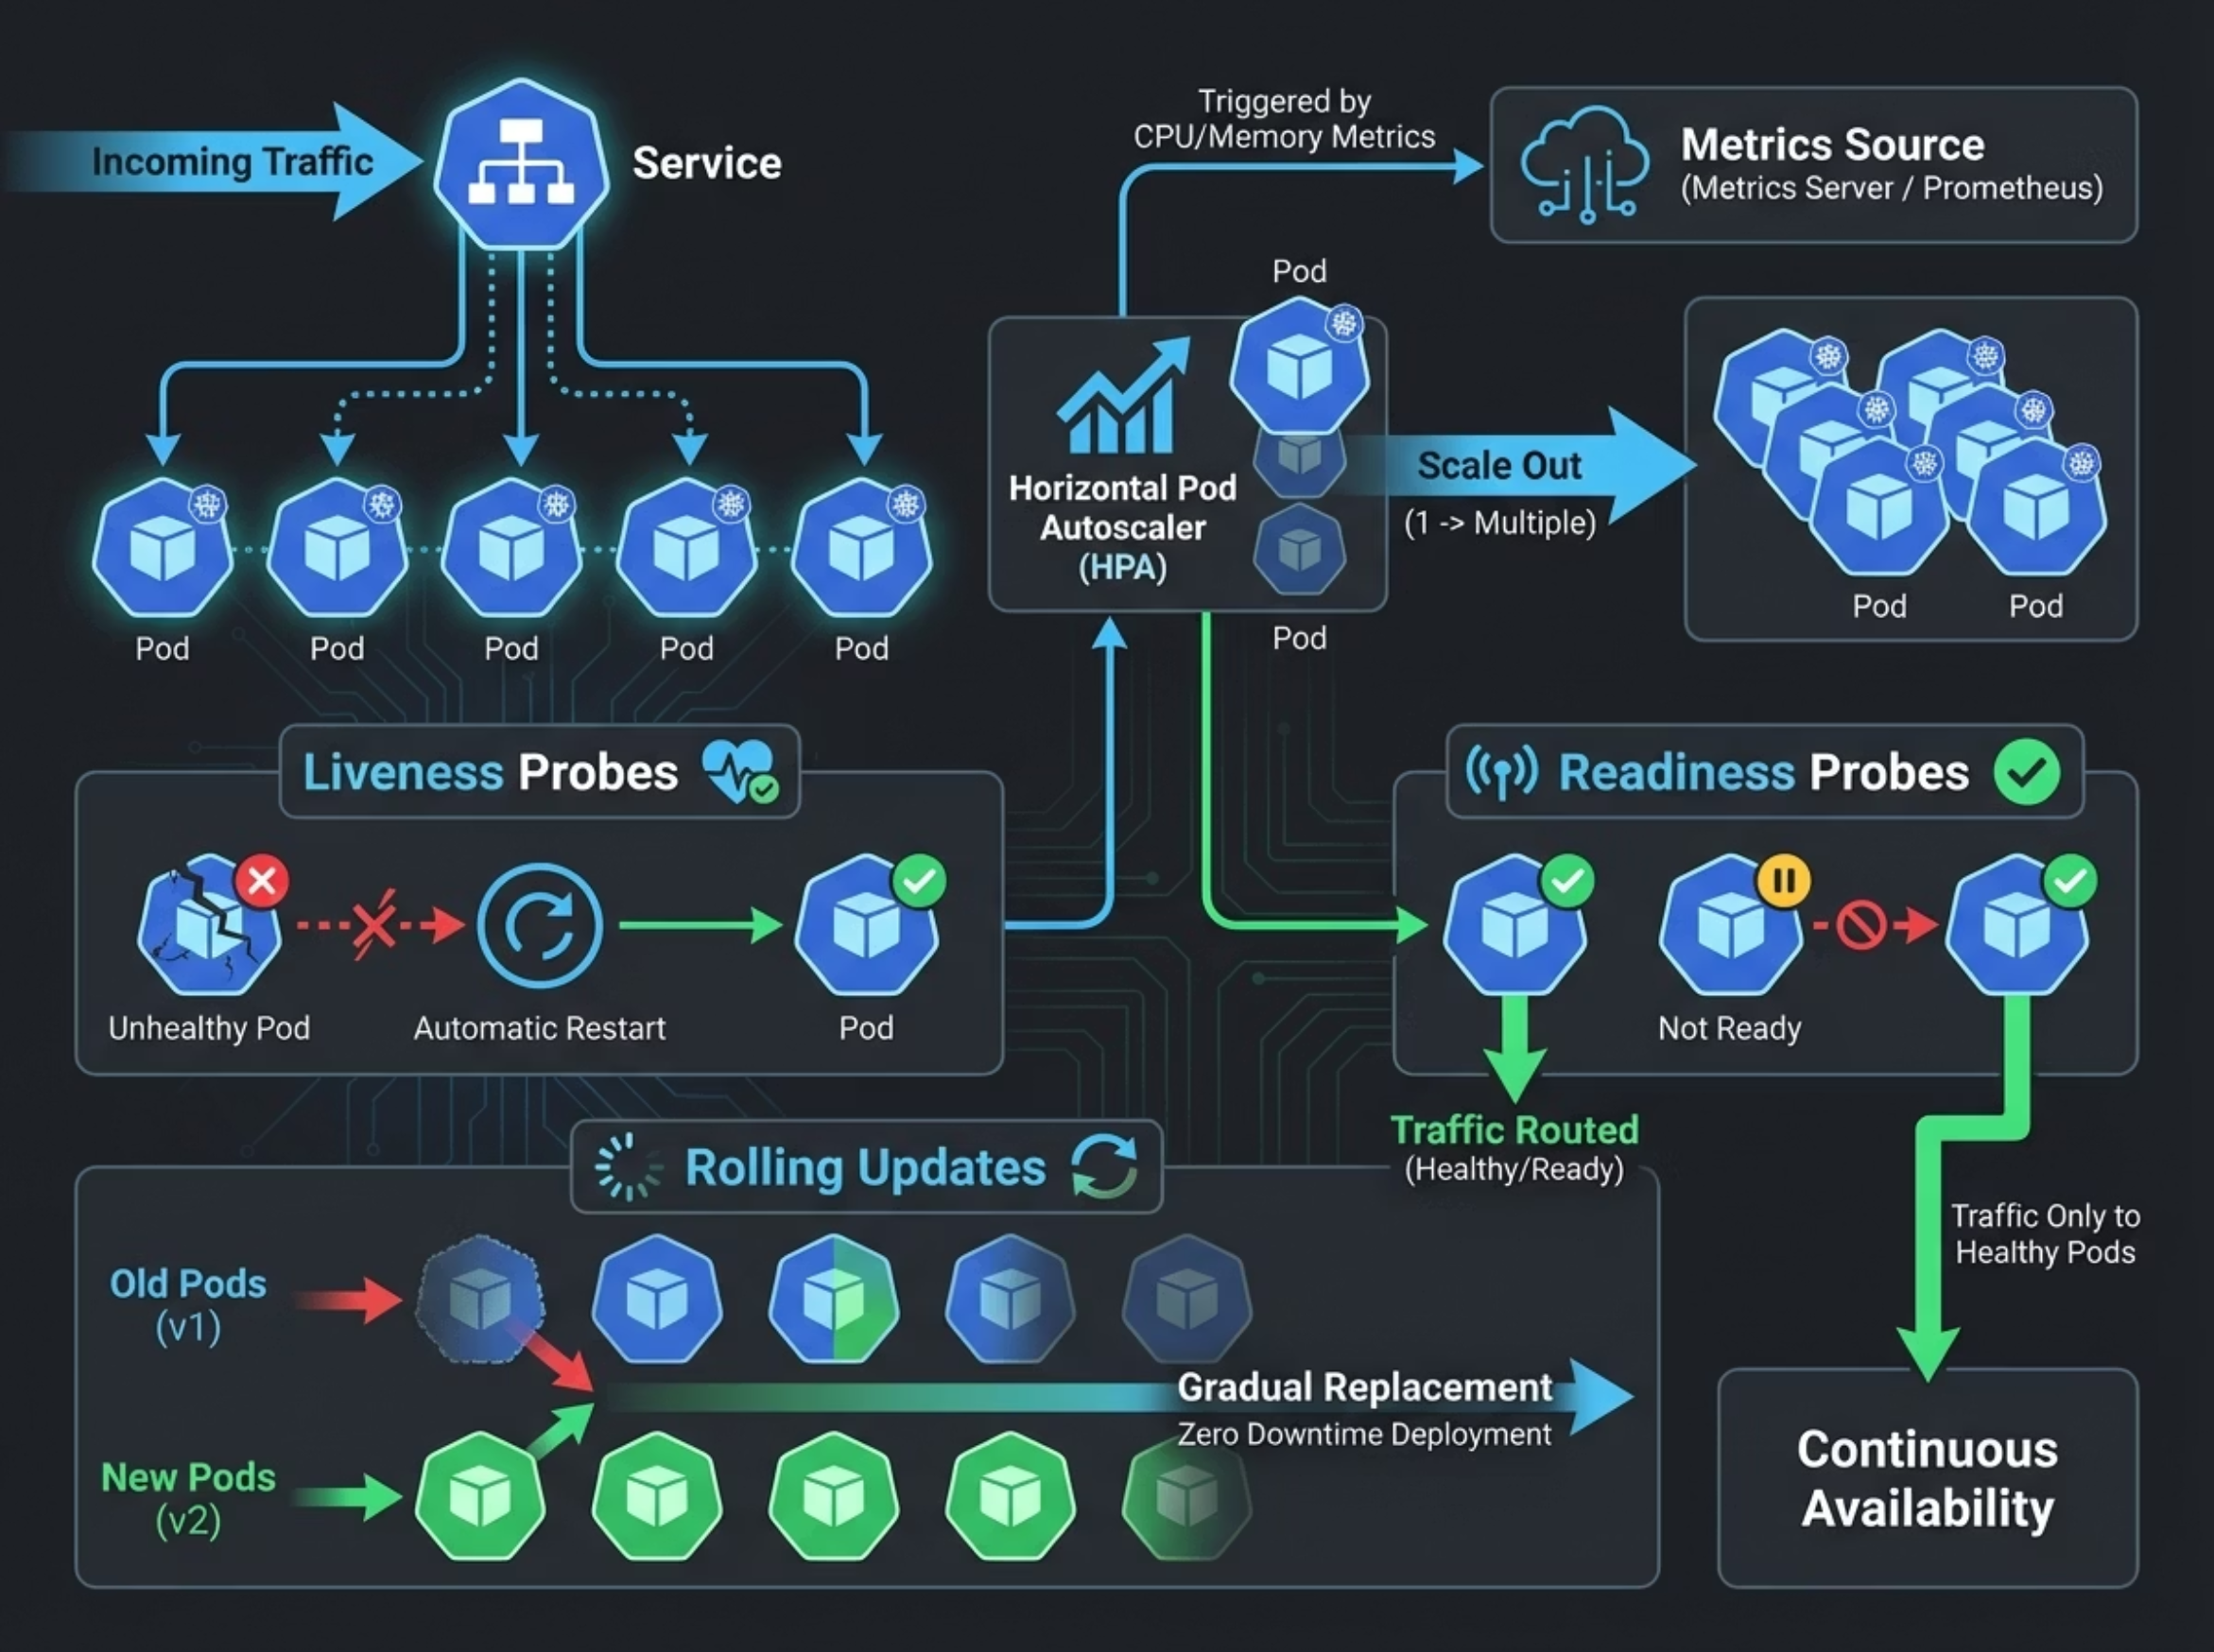 Incoming Traffic
Service
Pod
Pod
Pod
Pod
Pod
Triggered by
CPU/Memory Metrics
Metrics Source
(Metrics Server / Prometheus)
Pod
Horizontal Pod
Autoscaler
(HPA)
Pod
Scale Out
(1 -> Multiple)
Pod
Pod
Liveness Probes
Unhealthy Pod
Automatic Restart
Pod
Readiness Probes
Not Ready
Traffic Routed
(Healthy/Ready)
Traffic Only to
Healthy Pods
Continuous
Availability
Rolling Updates
Old Pods
(v1)
New Pods
(v2)
Gradual Replacement
Zero Downtime Deployment